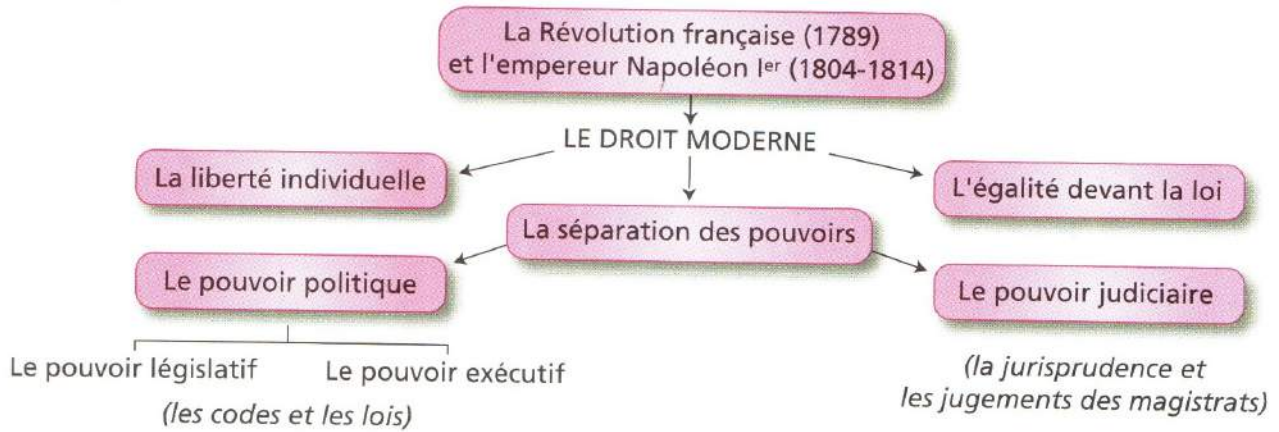 La Révolution française (1789)
et l'empereur Napoléon Ier (1804-1814)
LE DROIT MODERNE
La liberté individuelle
L'égalité devant la loi
La séparation des pouvoirs
Le pouvoir politique
Le pouvoir judiciaire
Le pouvoir législatif
Le pouvoir exécutif
(les codes et les lois)
(la jurisprudence et
les jugements des magistrats)